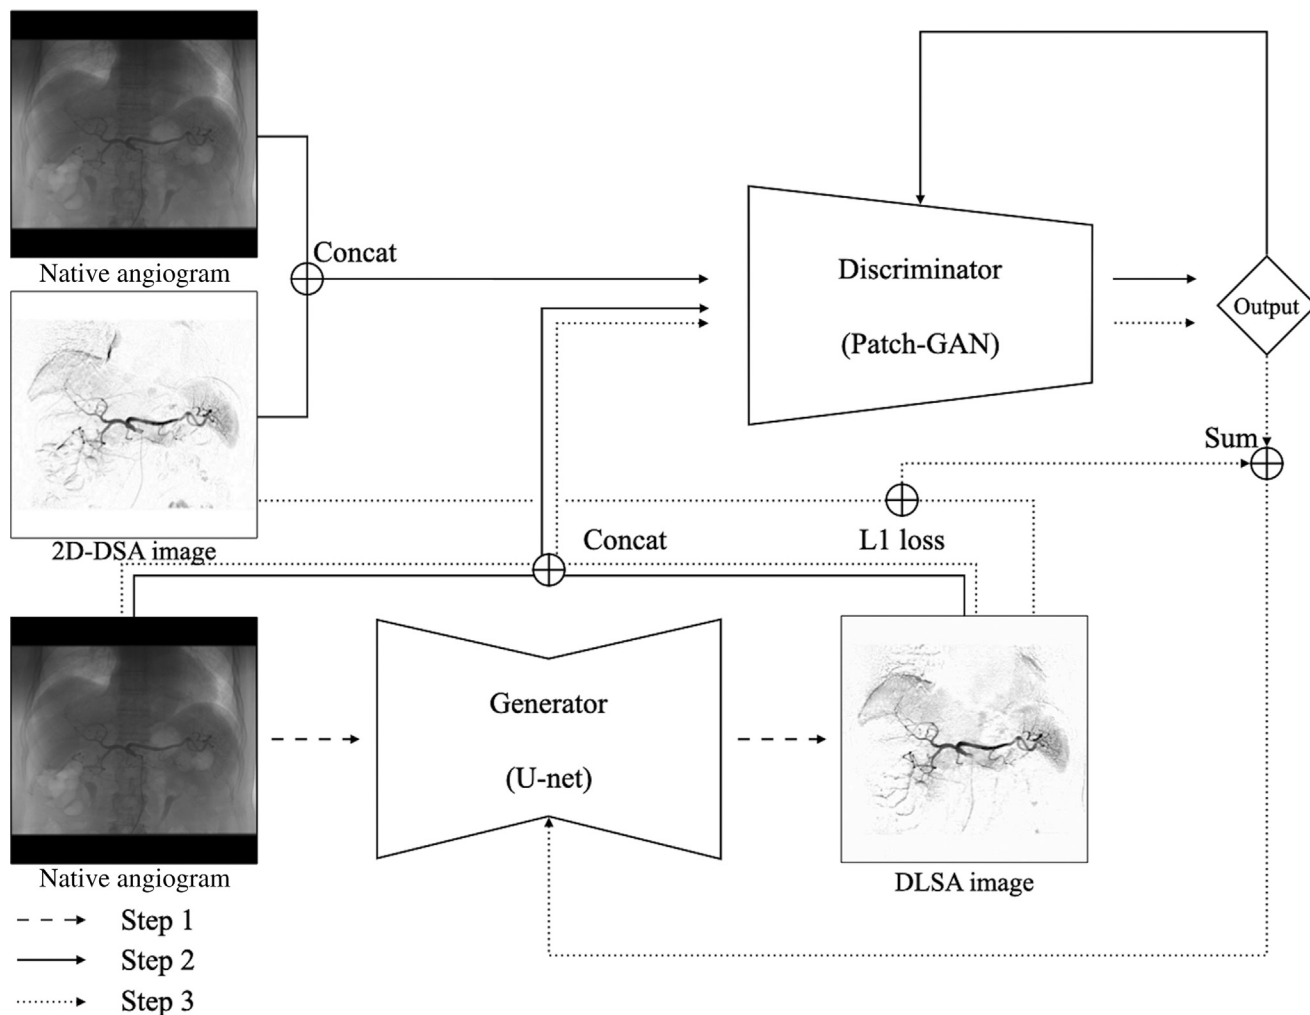 Native angiogram
Concat
2D-DSA image
Discriminator
(Patch-GAN)
Output
Sum
L1 loss
Concat
Native angiogram
Generator
(U-net)
DLSA image
Step 1
Step 2
Step 3